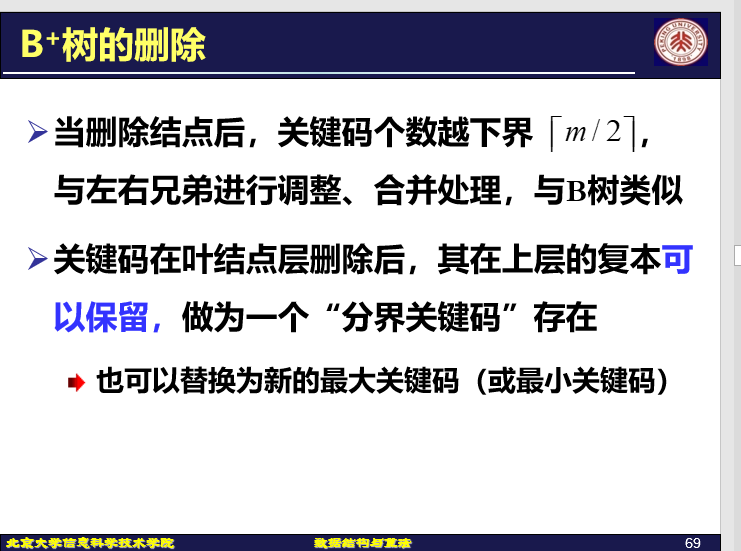 B⁺树的删除
当删除结点后，关键码个数越下界 ⌈m/2⌉，
与左右兄弟进行调整、合并处理，与B树类似
关键码在叶结点层删除后，其在上层的复本可
以保留，做为一个“分界关键码”存在
也可以替换为新的最大关键码（或最小关键码）
北京大学信息科学技术学院 数据结构与算法 69